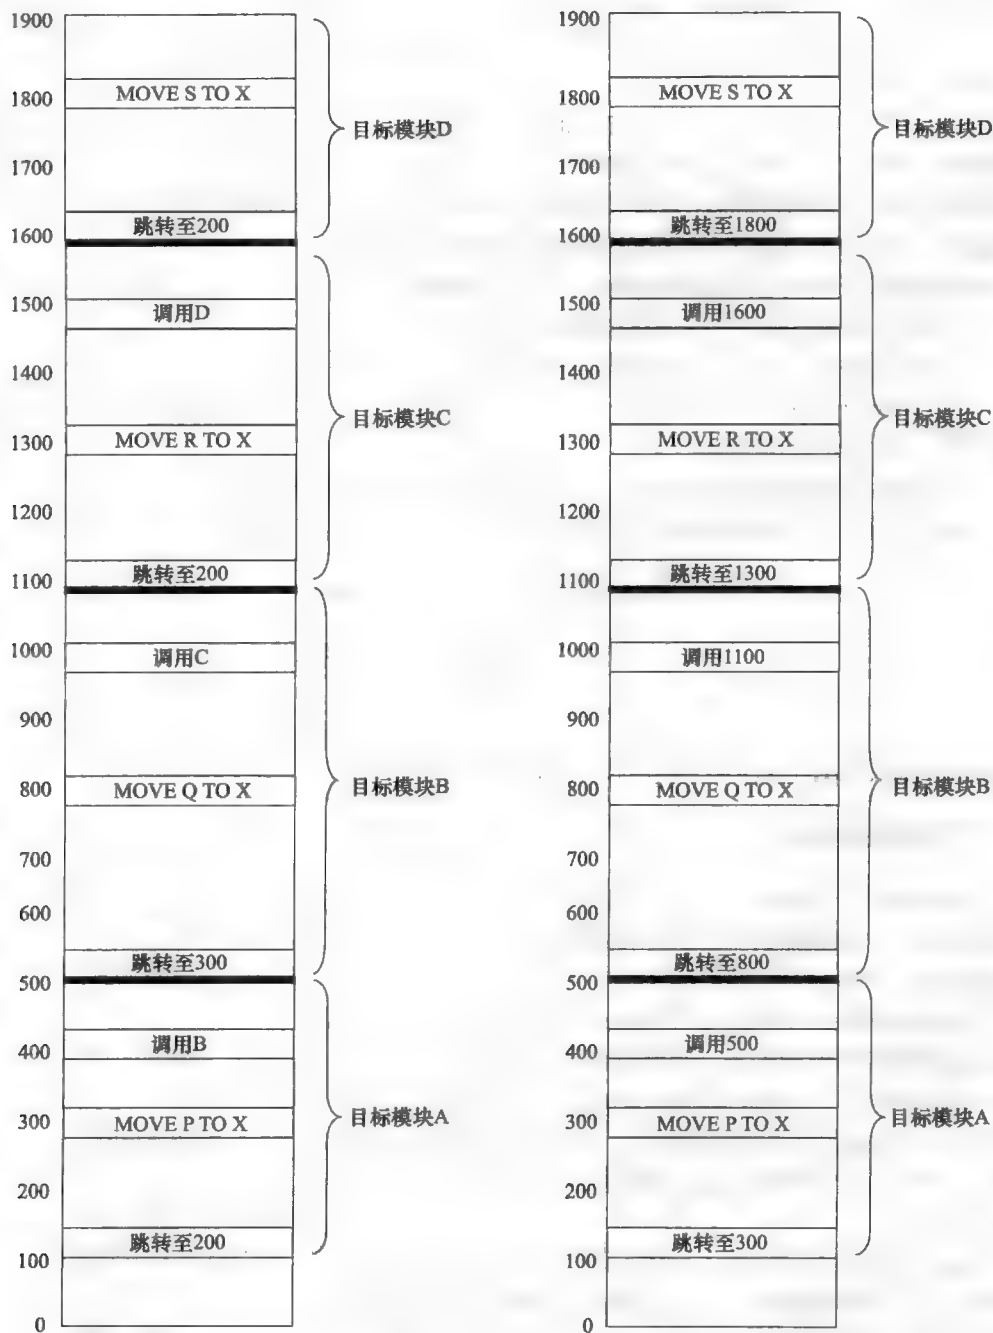 1900
MOVE S TO X
1800
目标模块D
1700
跳转至200
1600
1500
调用D
1400
目标模块C
1300
MOVE R TO X
1200
跳转至200
1100
1000
调用C
900
800
MOVE Q TO X
目标模块B
700
600
跳转至300
500
调用B
400
300
MOVE P TO X
目标模块A
200
跳转至200
100
0
1900
MOVE S TO X
1800
目标模块D
1700
跳转至1800
1600
1500
调用1600
1400
目标模块C
1300
MOVE R TO X
1200
跳转至1300
1100
1000
调用1100
900
800
MOVE Q TO X
目标模块B
700
600
跳转至800
500
调用500
400
300
MOVE P TO X
目标模块A
200
跳转至300
100
0